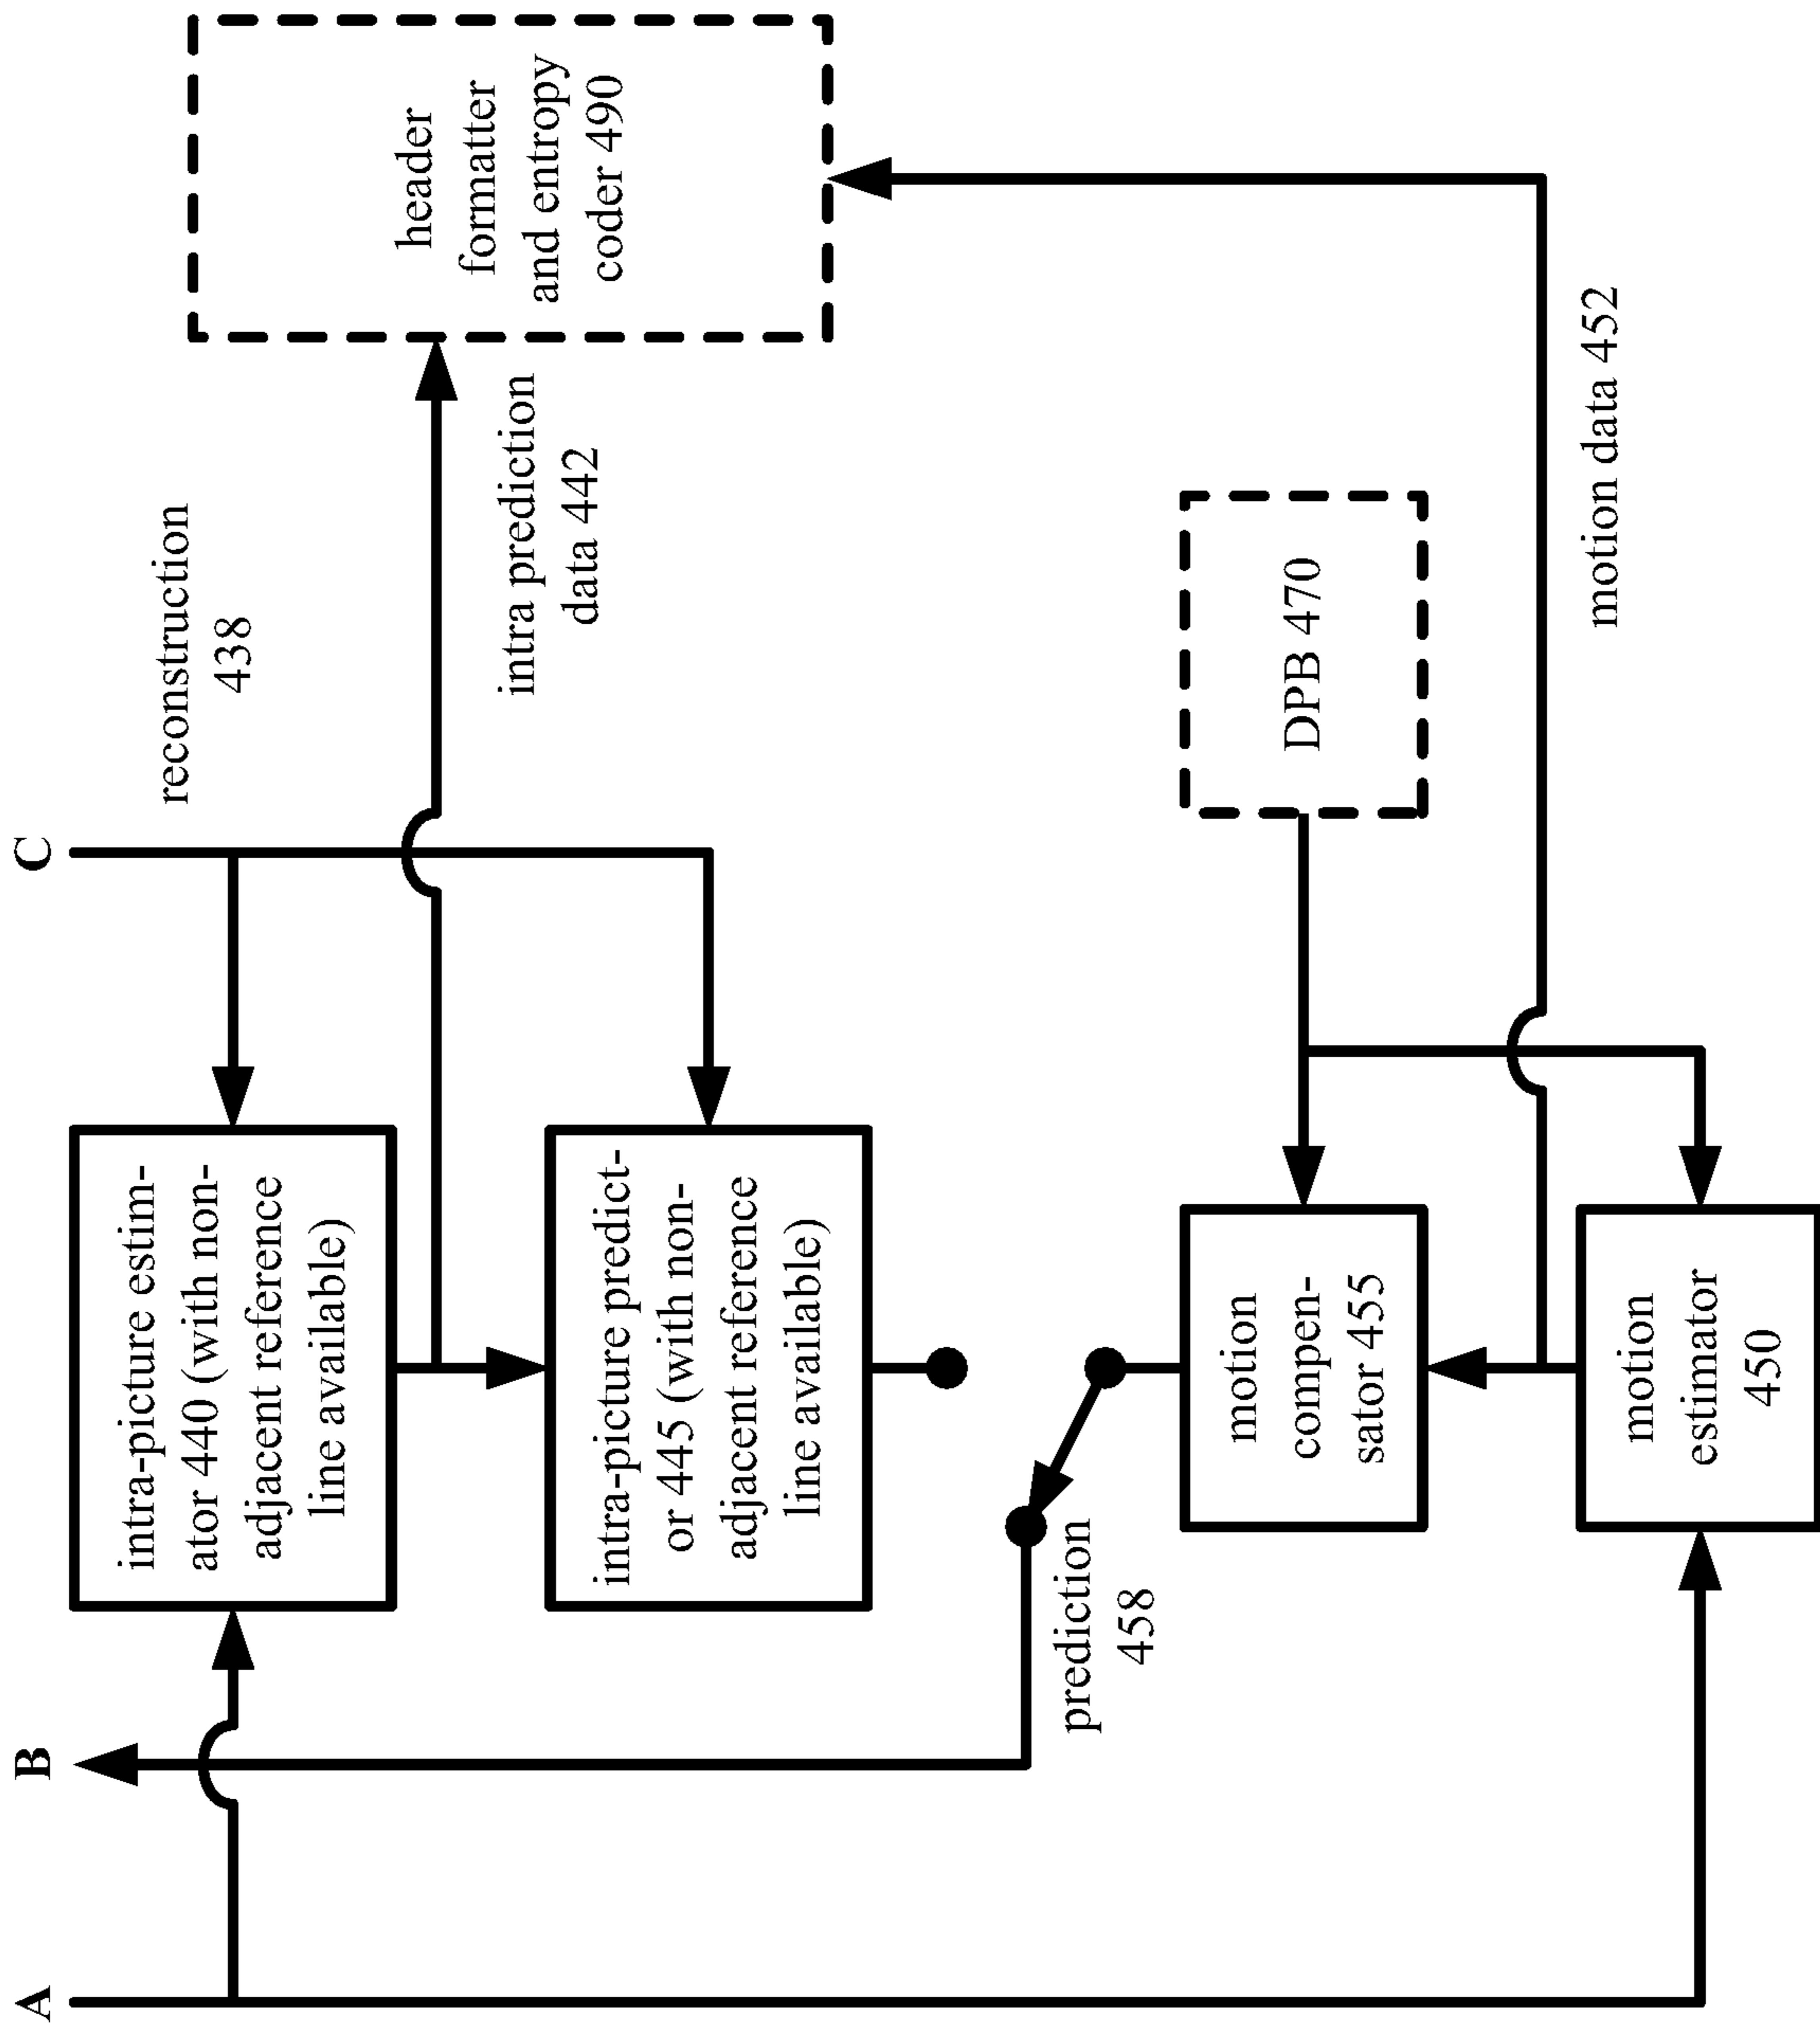 A
B
C
reconstruction
438
intra-picture estim-
ator 440 (with non-
adjacent reference
line available)
header
formatter
and entropy
coder 490
intra prediction
data 442
intra-picture predict-
or 445 (with non-
adjacent reference
line available)
prediction
458
motion
compen-
sator 455
DPB 470
motion
estimator
450
motion data 452